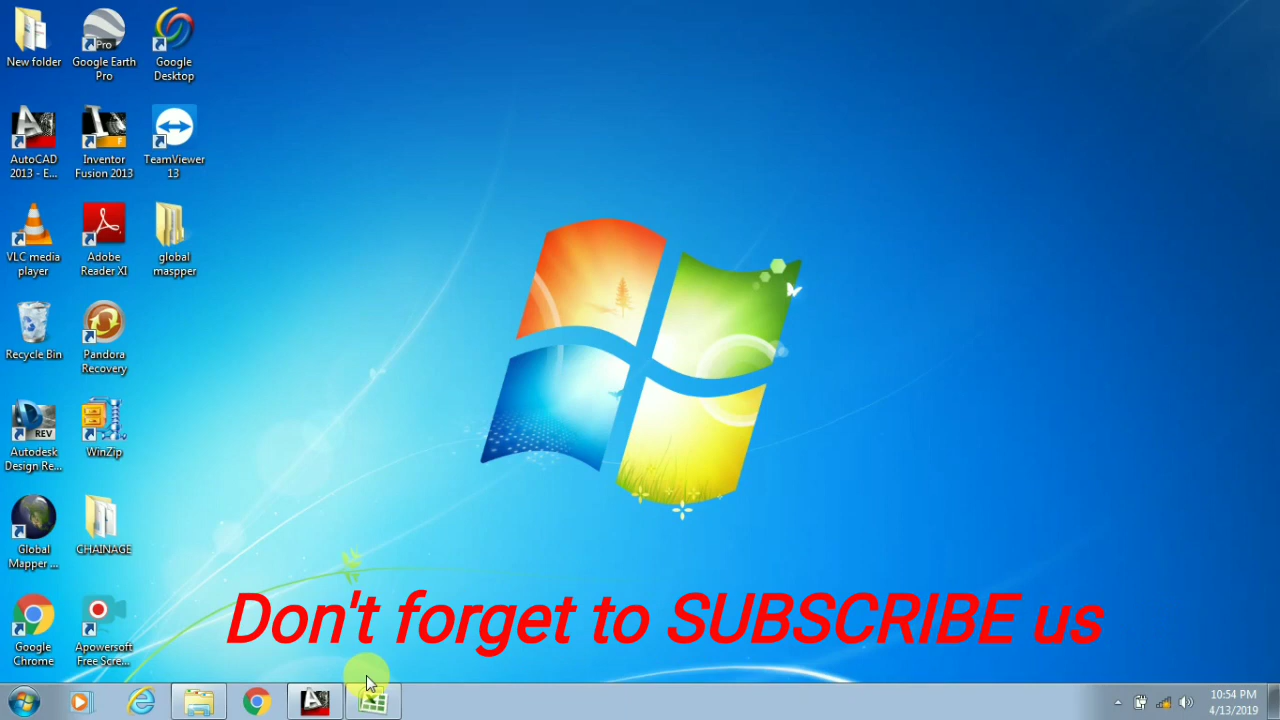 New folder
Google Earth
Pro
Pro
Google
Desktop
AutoCAD
2013 - E...
Inventor
Fusion 2013
TeamViewer
13
VLC media
player
Adobe
Reader XI
global
maspper
Recycle Bin
Pandora
Recovery
REV
Autodesk
Design Re...
WinZip
Global
Mapper ...
CHAINAGE
Google
Chrome
Apowersoft
Free Scre...
Don't forget to SUBSCRIBE us
10:54 PM
4/13/2019